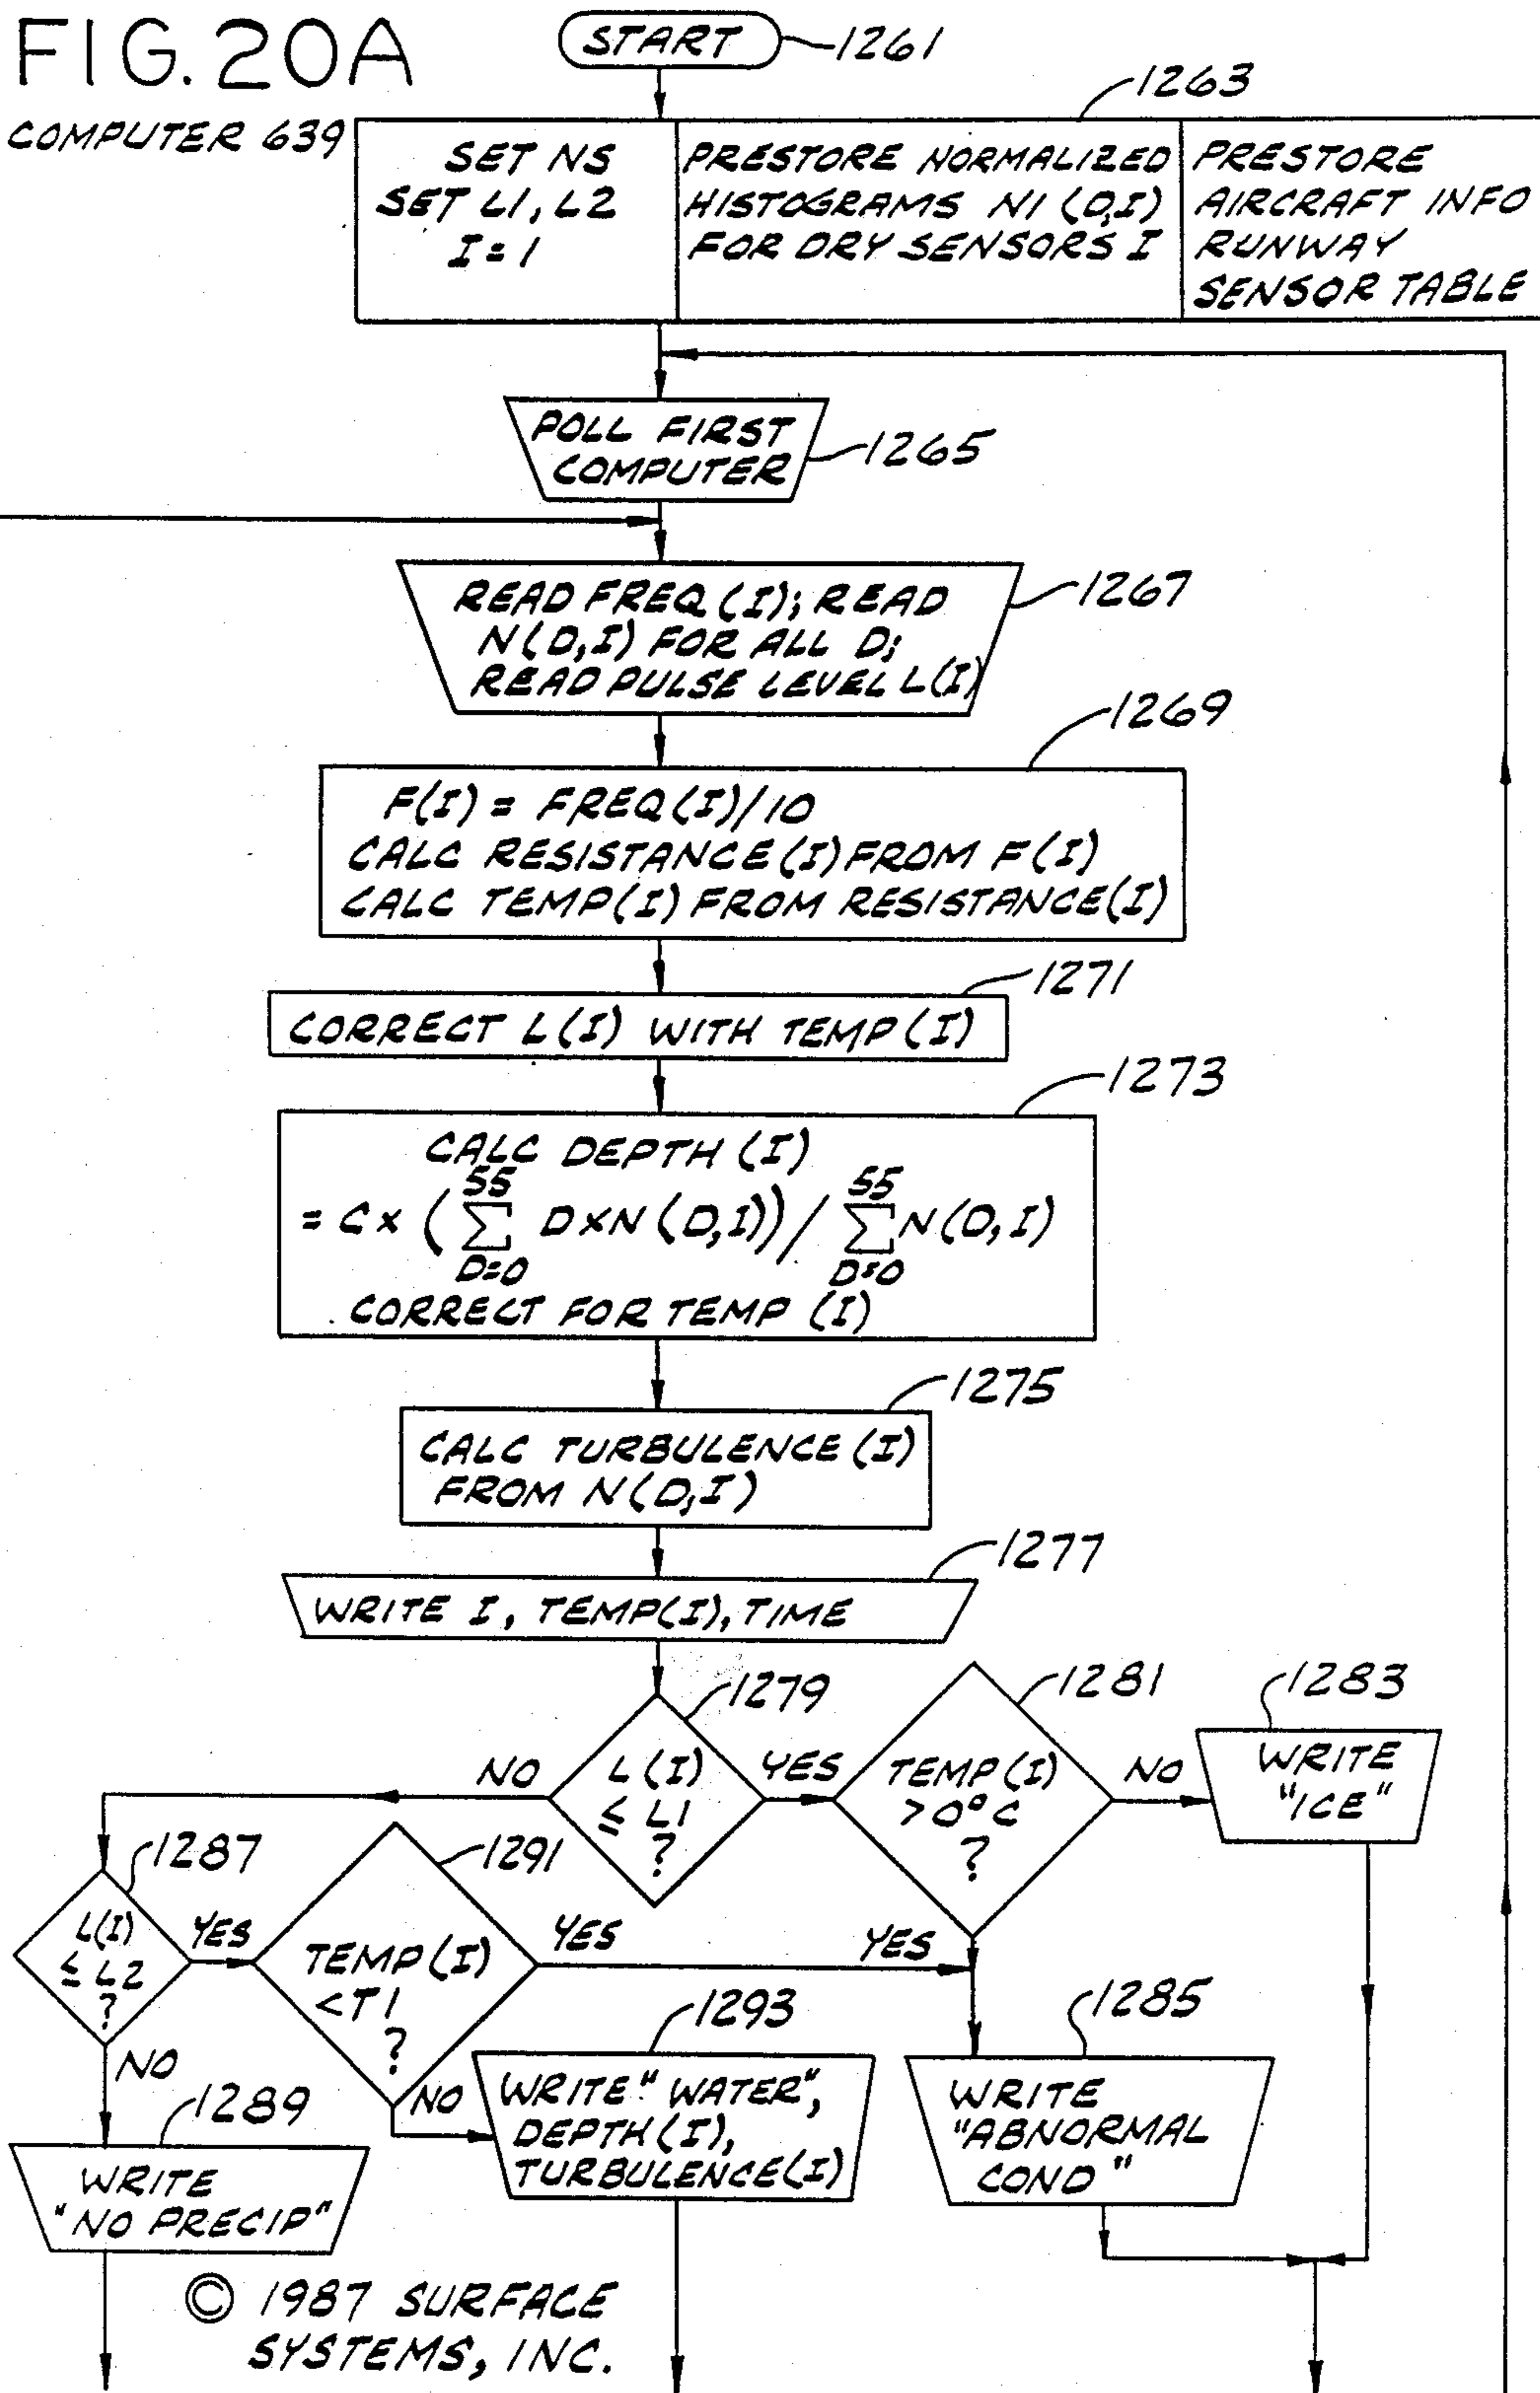 FIG. 20A
START
1261
1263
COMPUTER 639
SET NS
SET L1, L2
I = 1
PRESTORE NORMALIZED
HISTOGRAMS N1 (D,I)
FOR DRY SENSORS I
PRESTORE
AIRCRAFT INFO
RUNWAY
SENSOR TABLE
POLL FIRST
COMPUTER
1265
READ FREQ (I); READ
N(D,I) FOR ALL D;
READ PULSE LEVEL L(I)
1267
1269
F(I) = FREQ(I)/10
CALC RESISTANCE(I) FROM F(I)
CALC TEMP(I) FROM RESISTANCE(I)
1271
CORRECT L(I) WITH TEMP(I)
1273
CALC DEPTH (I)
55 55
= C x (∑ D x N (D,I)) / ∑ N(D,I)
D=0 D=0
CORRECT FOR TEMP (I)
1275
CALC TURBULENCE (I)
FROM N(D,I)
1277
WRITE I, TEMP(I), TIME
1279
1281
1283
L(I)
≤ L1
?
NO
YES
TEMP(I)
>0°C
?
NO
WRITE
"ICE"
1287
1291
L(I)
≤ L2
?
YES
TEMP(I)
<T1
?
YES
YES
NO
1289
NO
1293
1285
WRITE
"NO PRECIP"
WRITE "WATER",
DEPTH(I),
TURBULENCE(I)
WRITE
"ABNORMAL
COND"
© 1987 SURFACE
SYSTEMS, INC.